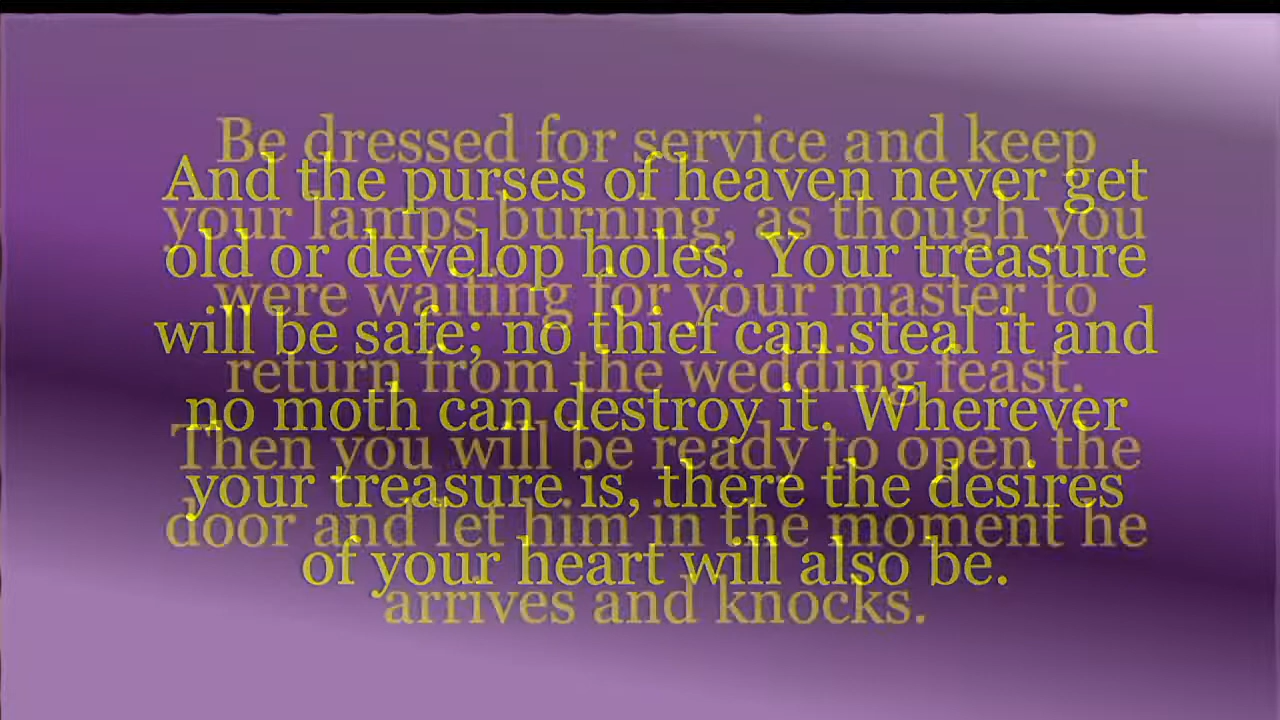 Be dressed for service and keep
And the purses of heaven never get
your lamps burning, as though you
old or develop holes. Your treasure
were waiting for your master to
will be safe; no thief can steal it and
return from the wedding feast.
no moth can destroy it. Wherever
Then you will be ready to open the
your treasure is, there the desires
door and let him in the moment he
of your heart will also be.
arrives and knocks.